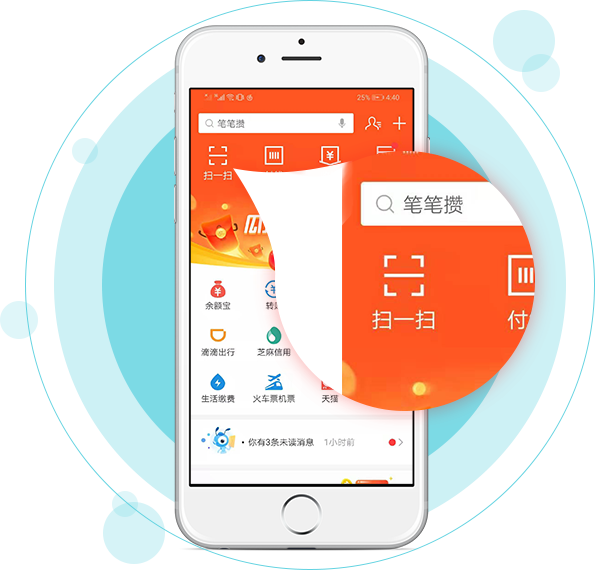 25% 4:40
笔笔攒
扫一扫
笔笔攒
扫一扫
付
余额宝
转
滴滴出行
芝麻信用
生活缴费
火车票机票
天猫
你有3条未读消息
1小时前